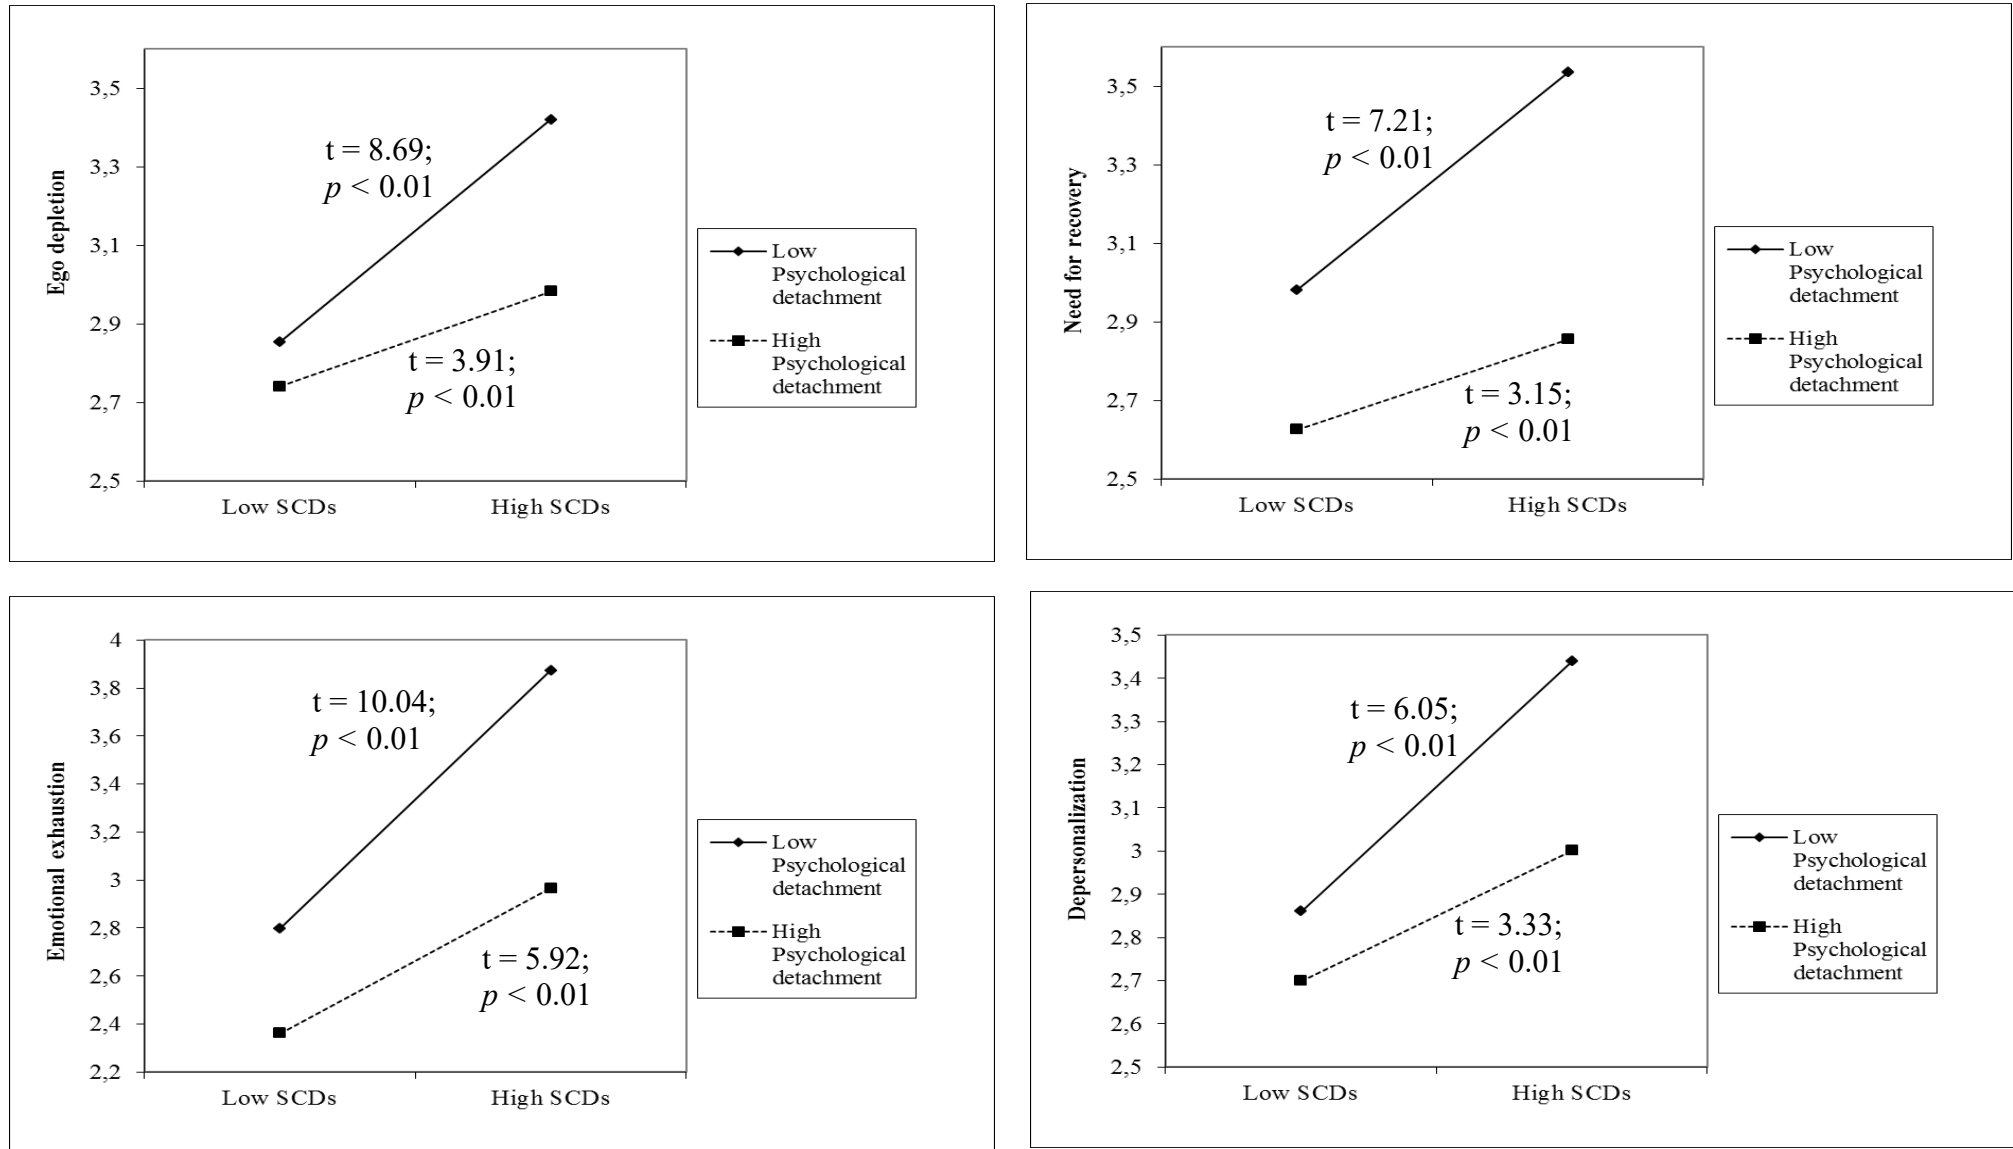 3,5
3,3
3,1
2,9
2,7
2,5
Ego depletion
t = 8.69;
p < 0.01
t = 3.91;
p < 0.01
Low SCDs
High SCDs
Low
Psychological
detachment
High
Psychological
detachment
3,5
3,3
3,1
2,9
2,7
2,5
Need for recovery
t = 7.21;
p < 0.01
t = 3.15;
p < 0.01
Low SCDs
High SCDs
Low
Psychological
detachment
High
Psychological
detachment
4
3,8
3,6
3,4
3,2
3
2,8
2,6
2,4
2,2
Emotional exhaustion
t = 10.04;
p < 0.01
t = 5.92;
p < 0.01
Low SCDs
High SCDs
Low
Psychological
detachment
High
Psychological
detachment
3,5
3,4
3,3
3,2
3,1
3
2,9
2,8
2,7
2,6
2,5
Depersonalization
t = 6.05;
p < 0.01
t = 3.33;
p < 0.01
Low SCDs
High SCDs
Low
Psychological
detachment
High
Psychological
detachment